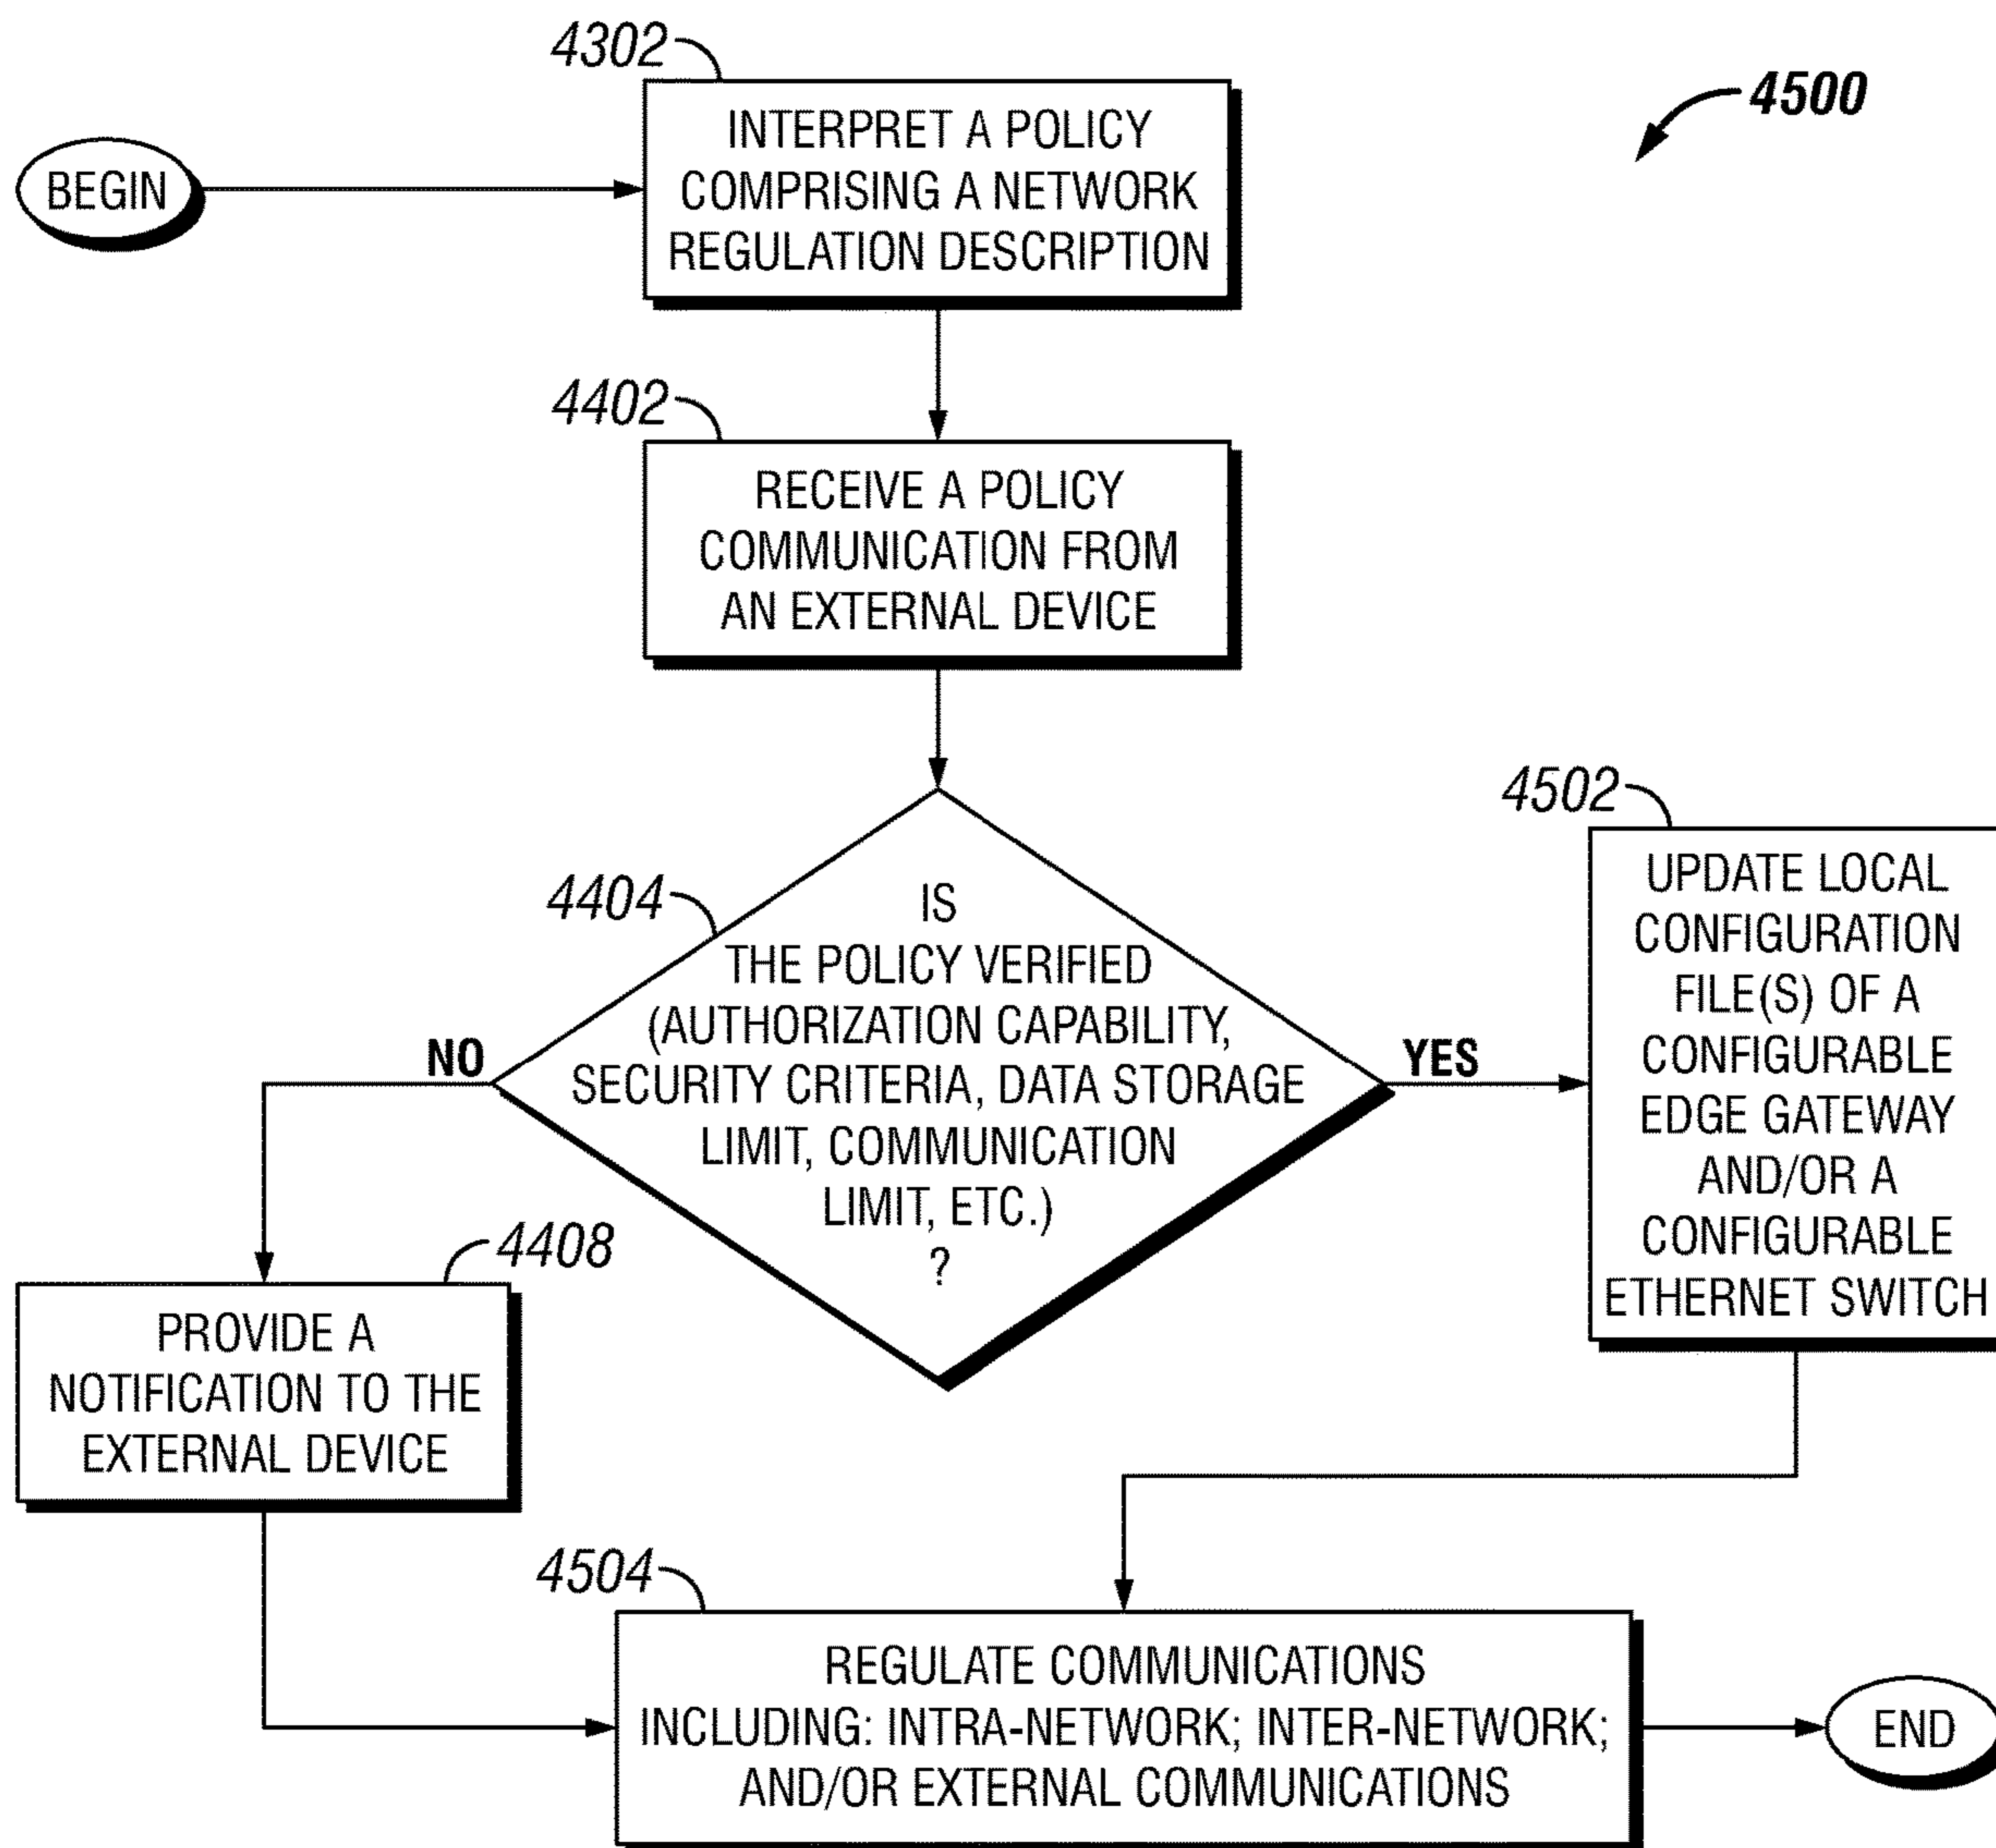 4302
4500
BEGIN
INTERPRET A POLICY
COMPRISING A NETWORK
REGULATION DESCRIPTION
4402
RECEIVE A POLICY
COMMUNICATION FROM
AN EXTERNAL DEVICE
4404
IS
THE POLICY VERIFIED
(AUTHORIZATION CAPABILITY,
SECURITY CRITERIA, DATA STORAGE
LIMIT, COMMUNICATION
LIMIT, ETC.)
?
NO
YES
4502
UPDATE LOCAL
CONFIGURATION
FILE(S) OF A
CONFIGURABLE
EDGE GATEWAY
AND/OR A
CONFIGURABLE
ETHERNET SWITCH
4408
PROVIDE A
NOTIFICATION TO THE
EXTERNAL DEVICE
4504
REGULATE COMMUNICATIONS
INCLUDING: INTRA-NETWORK; INTER-NETWORK;
AND/OR EXTERNAL COMMUNICATIONS
END